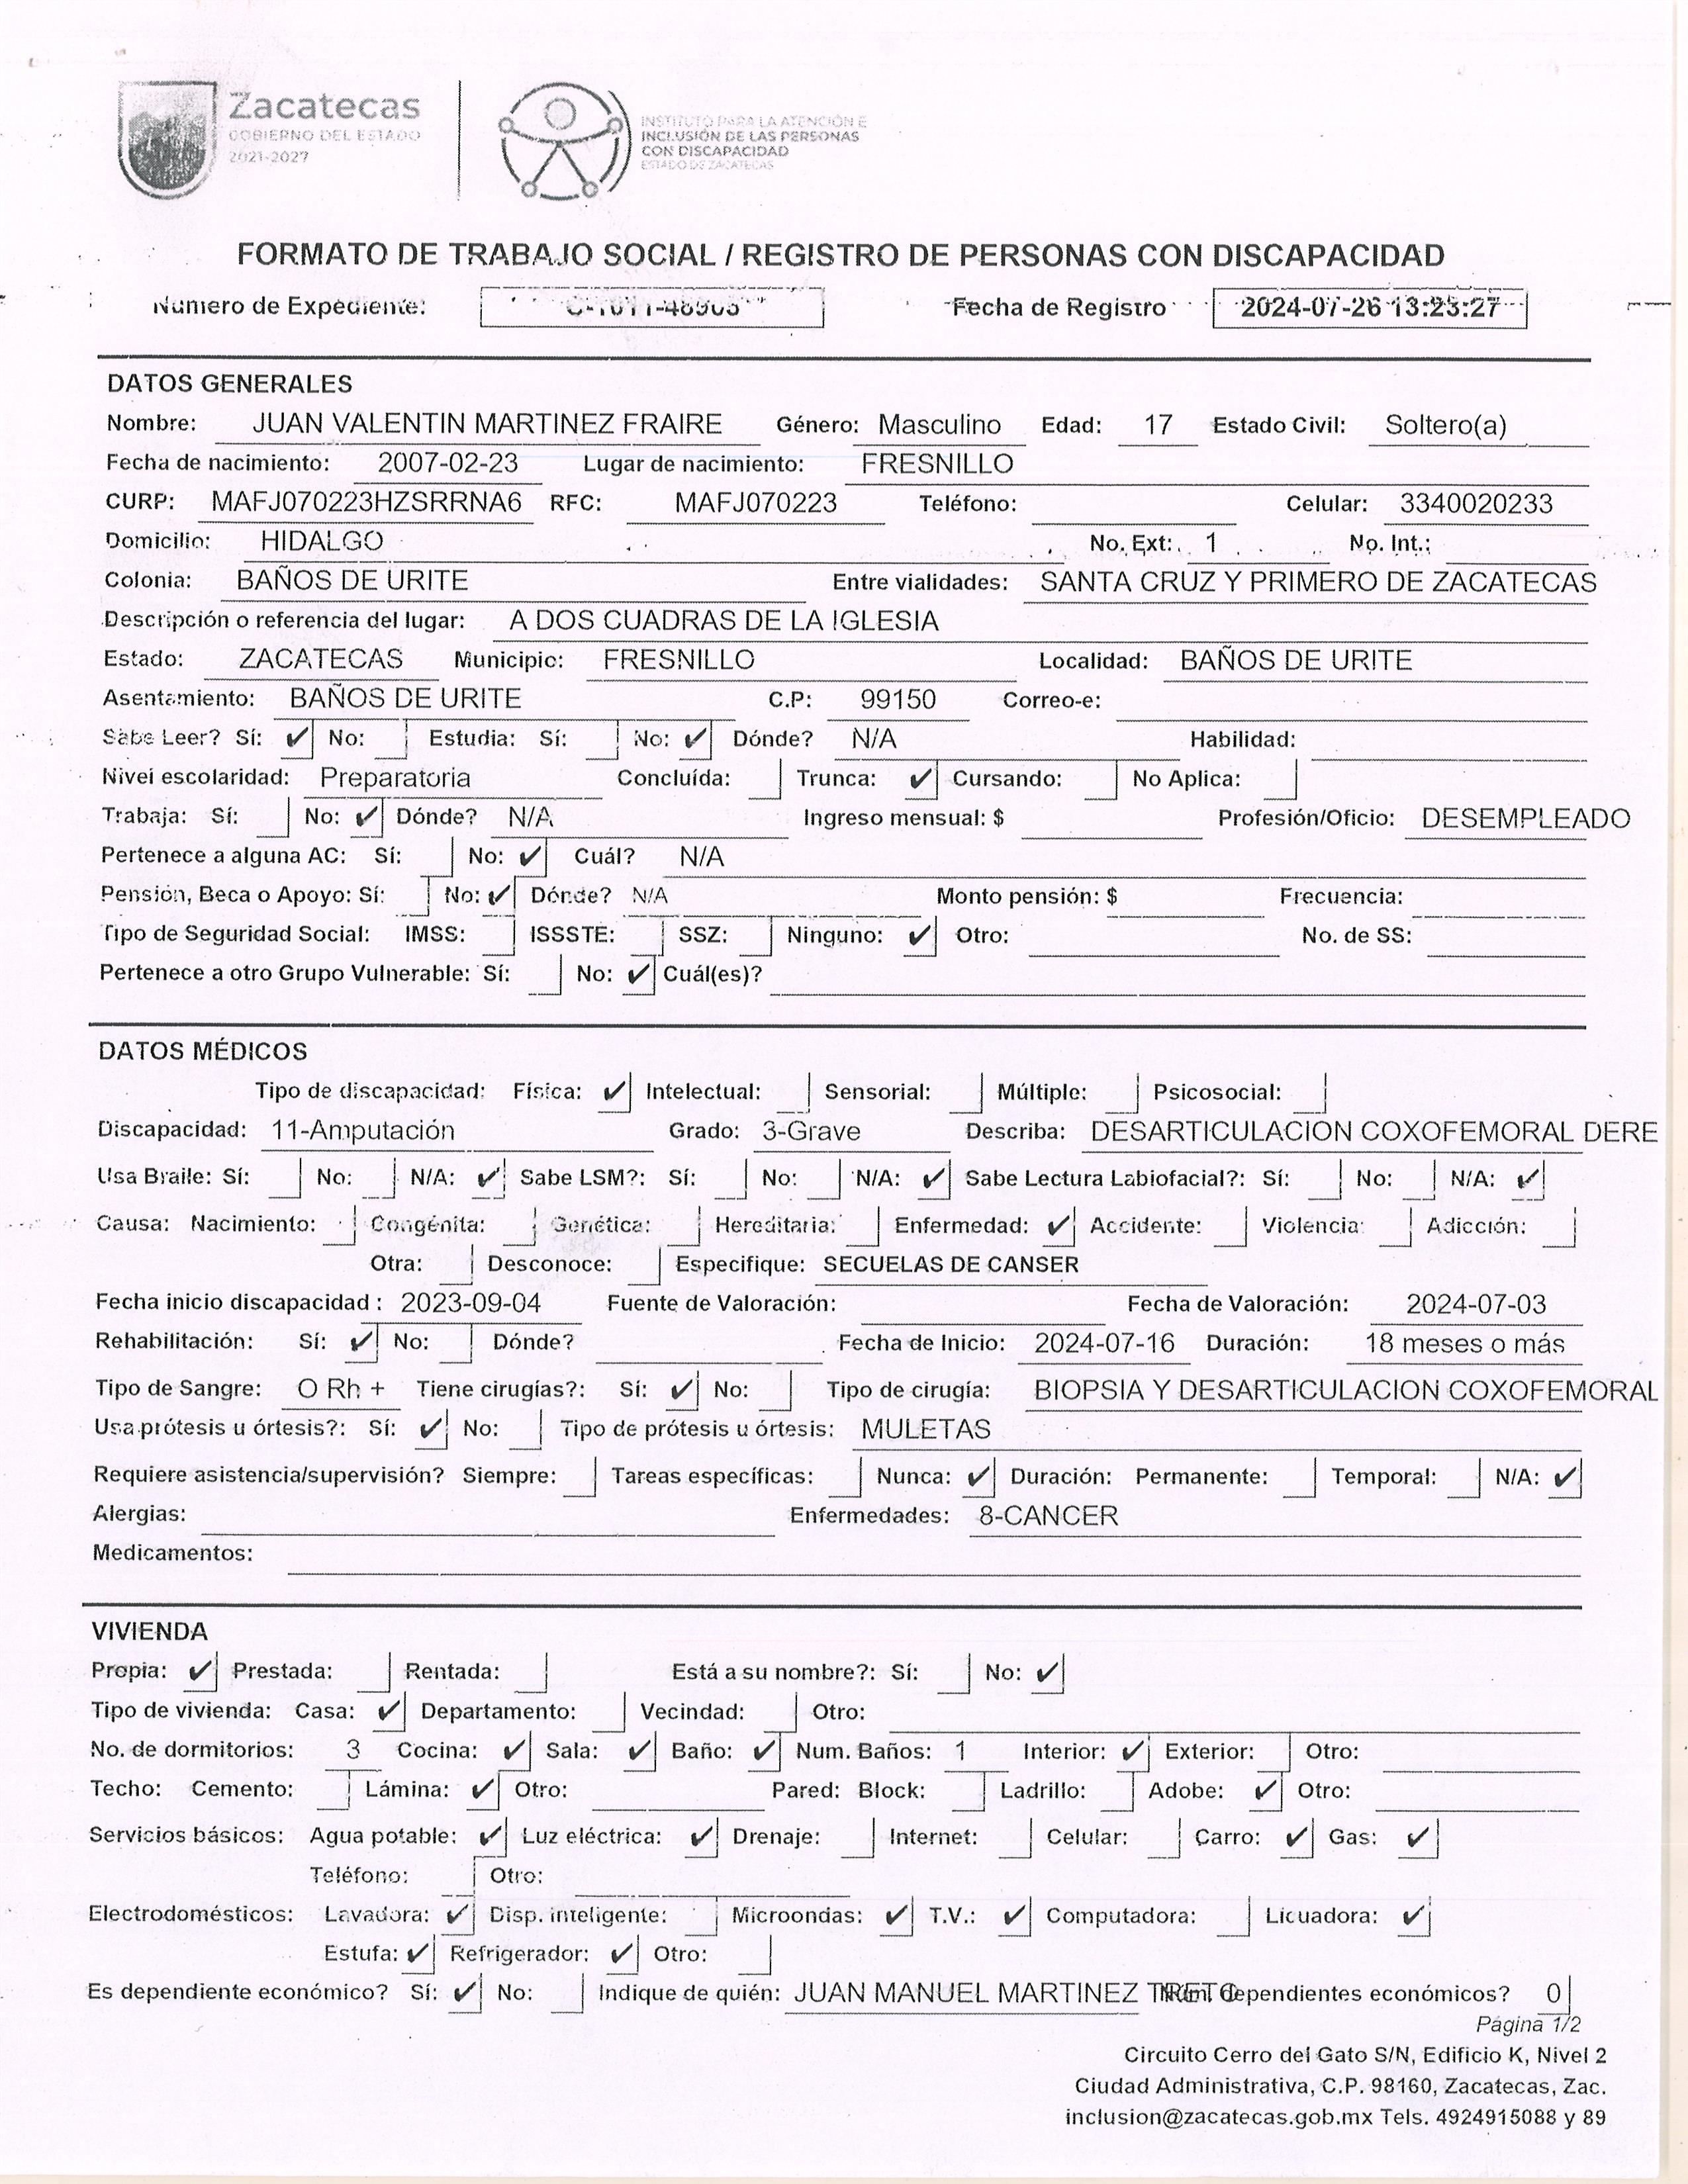 Zacatecas
GOBIERNO DEL ESTADO
2021-2027
INSTITUTO PARA LA ATENCIÓN E
INCLUSIÓN DE LAS PERSONAS
CON DISCAPACIDAD
ESTADO DE ZACATECAS
FORMATO DE TRABAJO SOCIAL / REGISTRO DE PERSONAS CON DISCAPACIDAD
Número de Expediente: Fecha de Registro 2024-07-26 13:23:27
DATOS GENERALES
Nombre: JUAN VALENTIN MARTINEZ FRAIRE Género: Masculino Edad: 17 Estado Civil: Soltero(a)
Fecha de nacimiento: 2007-02-23 Lugar de nacimiento: FRESNILLO
CURP: MAFJ070223HZSRRNA6 RFC: MAFJ070223 Teléfono: Celular: 3340020233
Domicilio: HIDALGO No. Ext: 1 No. Int.:
Colonia: BAÑOS DE URITE Entre vialidades: SANTA CRUZ Y PRIMERO DE ZACATECAS
Descripción o referencia del lugar: A DOS CUADRAS DE LA IGLESIA
Estado: ZACATECAS Municipio: FRESNILLO Localidad: BAÑOS DE URITE
Asentamiento: BAÑOS DE URITE C.P: 99150 Correo-e:
Sabe Leer? Sí: ✔ No: Estudia: Sí: No: ✔ Dónde? N/A Habilidad:
Nivel escolaridad: Preparatoria Concluída: Trunca: ✔ Cursando: No Aplica:
Trabaja: Sí: No: ✔ Dónde? N/A Ingreso mensual: $ Profesión/Oficio: DESEMPLEADO
Pertenece a alguna AC: Sí: No: ✔ Cuál? N/A
Pensión, Beca o Apoyo: Sí: No: ✔ Dónde? N/A Monto pensión: $ Frecuencia:
Tipo de Seguridad Social: IMSS: ISSSTE: SSZ: Ninguno: ✔ Otro: No. de SS:
Pertenece a otro Grupo Vulnerable: Sí: No: ✔ Cuál(es)?
DATOS MÉDICOS
Tipo de discapacidad: Física: ✔ Intelectual: Sensorial: Múltiple: Psicosocial:
Discapacidad: 11-Amputación Grado: 3-Grave Describa: DESARTICULACION COXOFEMORAL DERE
Usa Braile: Sí: No: N/A: ✔ Sabe LSM?: Sí: No: N/A: ✔ Sabe Lectura Labiofacial?: Sí: No: N/A: ✔
Causa: Nacimiento: Congénita: Genética: Hereditaria: Enfermedad: ✔ Accidente: Violencia: Adicción:
Otra: Desconoce: Especifique: SECUELAS DE CANSER
Fecha inicio discapacidad : 2023-09-04 Fuente de Valoración: Fecha de Valoración: 2024-07-03
Rehabilitación: Sí: ✔ No: Dónde? Fecha de Inicio: 2024-07-16 Duración: 18 meses o más
Tipo de Sangre: O Rh + Tiene cirugías?: Sí: ✔ No: Tipo de cirugía: BIOPSIA Y DESARTICULACION COXOFEMORAL
Usa prótesis u órtesis?: Sí: ✔ No: Tipo de prótesis u órtesis: MULETAS
Requiere asistencia/supervisión? Siempre: Tareas específicas: Nunca: ✔ Duración: Permanente: Temporal: N/A: ✔
Alergias: Enfermedades: 8-CANCER
Medicamentos:
VIVIENDA
Propia: ✔ Prestada: Rentada: Está a su nombre?: Sí: No: ✔
Tipo de vivienda: Casa: ✔ Departamento: Vecindad: Otro:
No. de dormitorios: 3 Cocina: ✔ Sala: ✔ Baño: ✔ Num. Baños: 1 Interior: ✔ Exterior: Otro:
Techo: Cemento: Lámina: ✔ Otro: Pared: Block: Ladrillo: Adobe: ✔ Otro:
Servicios básicos: Agua potable: ✔ Luz eléctrica: ✔ Drenaje: Internet: Celular: Carro: ✔ Gas: ✔
Teléfono: Otro:
Electrodomésticos: Lavadora: ✔ Disp. inteligente: Microondas: ✔ T.V.: ✔ Computadora: Licuadora: ✔
Estufa: ✔ Refrigerador: ✔ Otro:
Es dependiente económico? Sí: ✔ No: Indique de quién: JUAN MANUEL MARTINEZ dependientes económicos? 0
Página 1/2
Circuito Cerro del Gato S/N, Edificio K, Nivel 2
Ciudad Administrativa, C.P. 98160, Zacatecas, Zac.
inclusion@zacatecas.gob.mx Tels. 4924915088 y 89